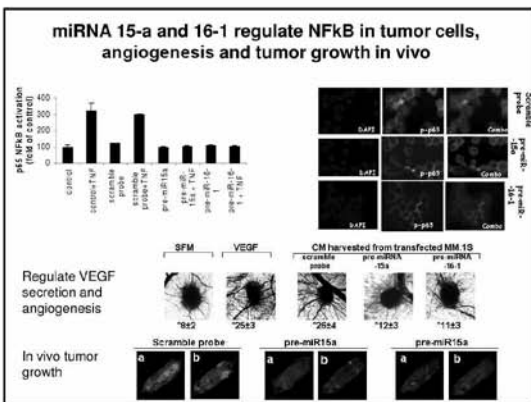 miRNA 15-a and 16-1 regulate NFkB in tumor cells,
angiogenesis and tumor growth in vivo
p65 NFkB activation
(fold of control)
400
300
200
100
0
control
control+TNF
scramble
probe
scramble
probe+TNF
pre-miR15a
pre-miR-
15a + TNF
pre-miR-16-
1
pre-miR-16-
1 + TNF
Scramble
probe
DAPI
p-p65
Combo
pre-miR-
15a
DAPI
p-p65
Combo
pre-miR-
16-1
DAPI
p-p65
Combo
Regulate VEGF
secretion and
angiogenesis
SFM
VEGF
CM harvested from transfected MM.1S
scramble
probe
pre-miRNA
-15a
pre-miRNA
-16-1
*8±2
*25±3
*26±4
*12±3
*11±3
In vivo tumor
growth
Scramble probe
pre-miR15a
pre-miR15a
a
b
a
b
a
b